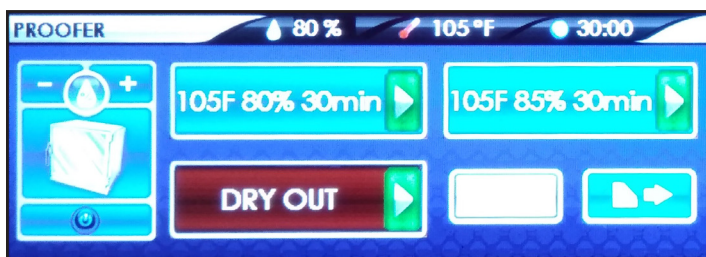 PROOFER 80 % 105 °F 30:00
- +
105F 80% 30min 105F 85% 30min
DRY OUT